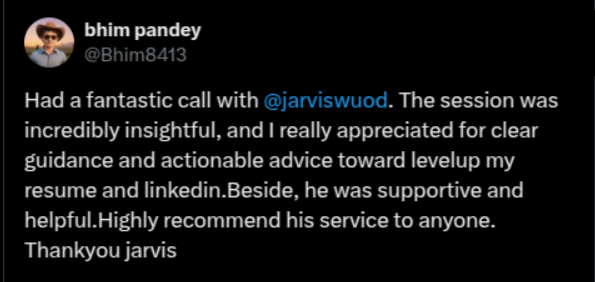 bhim pandey
@Bhim8413
Had a fantastic call with @jarviswuod. The session was
incredibly insightful, and I really appreciated for clear
guidance and actionable advice toward levelup my
resume and linkedin.Beside, he was supportive and
helpful.Highly recommend his service to anyone.
Thankyou jarvis